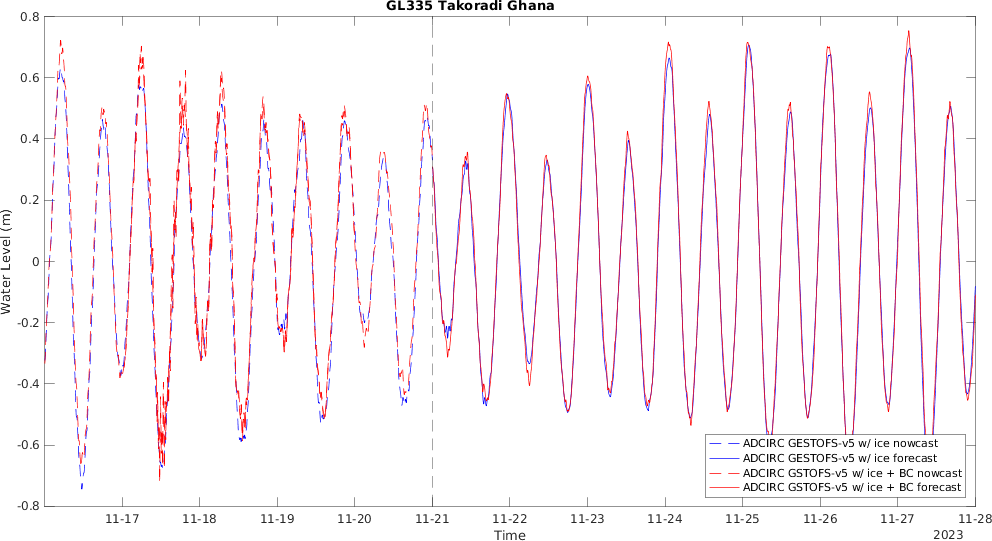 GL335 Takoradi Ghana
0.8
0.6
0.4
0.2
0
-0.2
-0.4
-0.6
-0.8
Water Level (m)
ADCIRC GESTOFS-v5 w/ ice nowcast
ADCIRC GESTOFS-v5 w/ ice forecast
ADCIRC GSTOFS-v5 w/ ice + BC nowcast
ADCIRC GSTOFS-v5 w/ ice + BC forecast
11-17 11-18 11-19 11-20 11-21 11-22 11-23 11-24 11-25 11-26 11-27 11-28
Time
2023